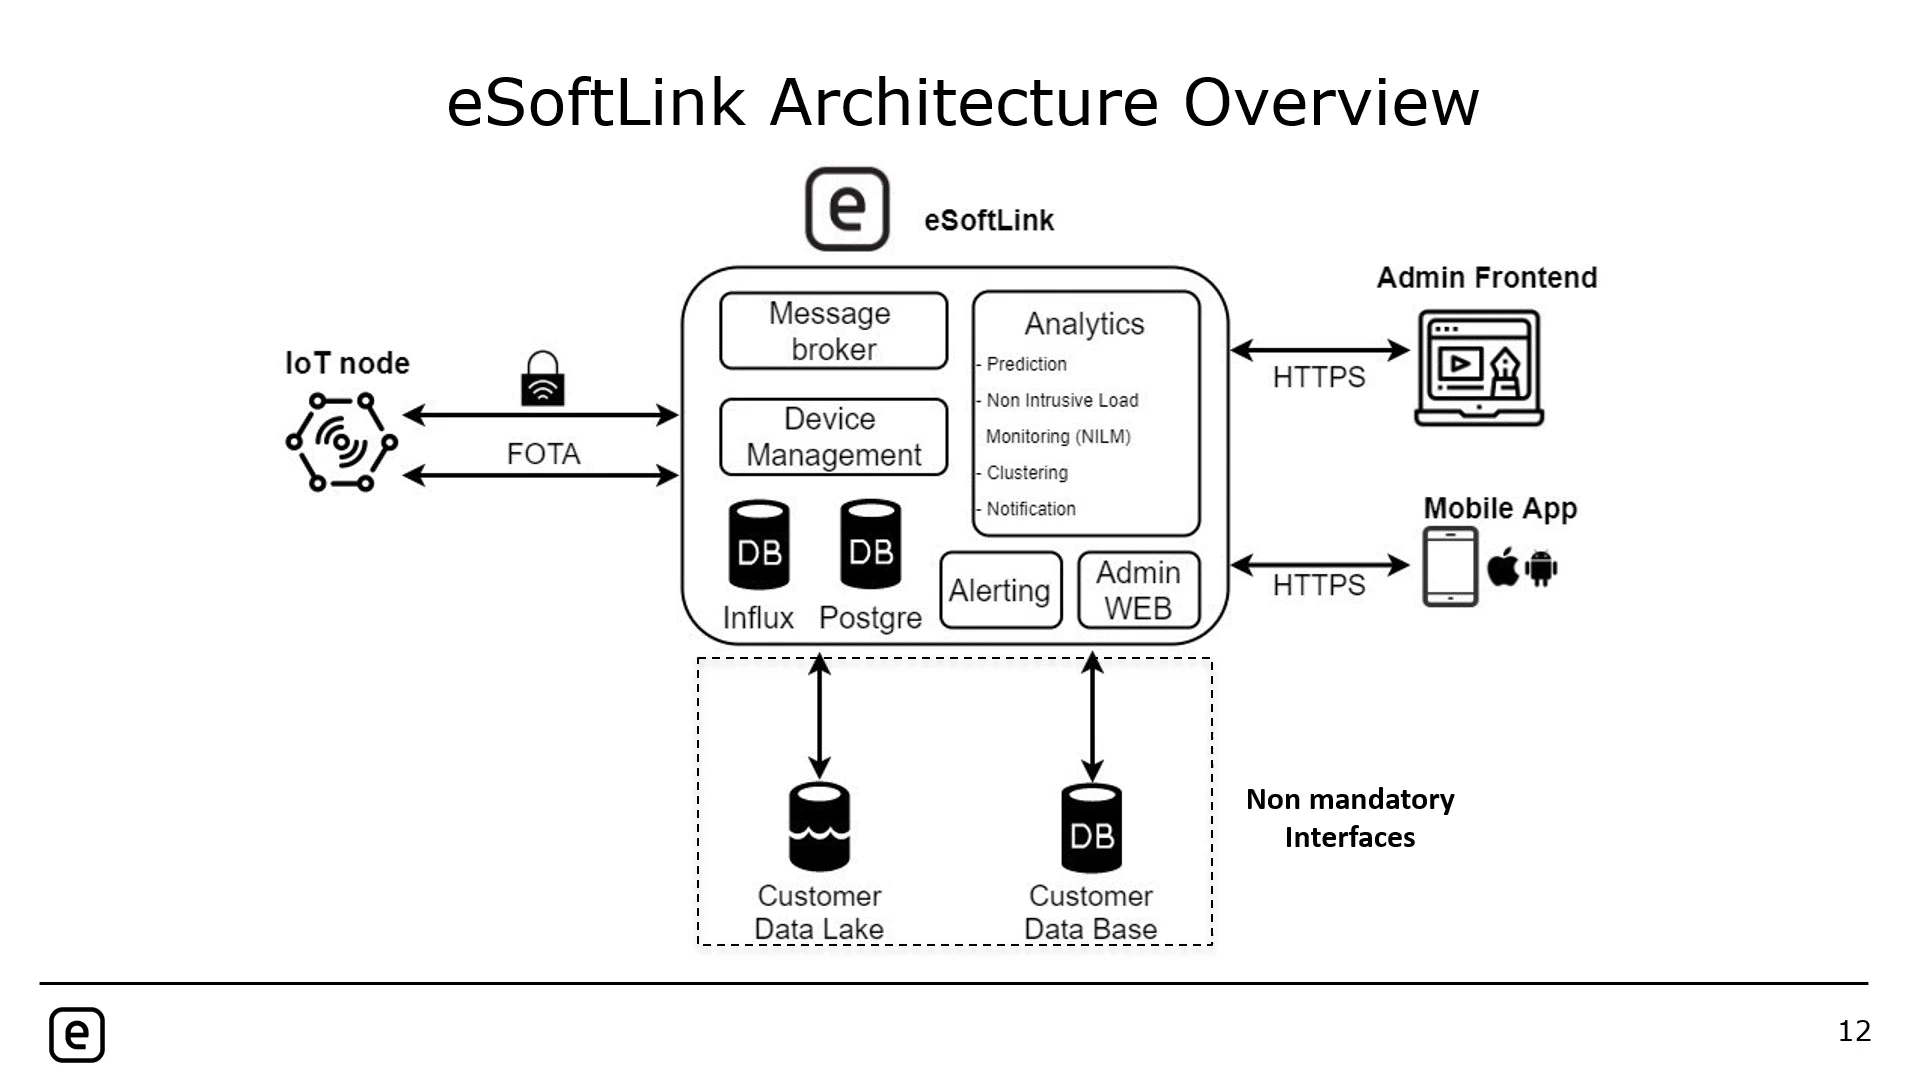 eSoftLink Architecture Overview
e
eSoftLink
IoT node
FOTA
Message
broker
Device
Management
DB
DB
Influx
Postgre
Analytics
- Prediction
- Non Intrusive Load
Monitoring (NILM)
- Clustering
- Notification
Alerting
Admin
WEB
HTTPS
Admin Frontend
HTTPS
Mobile App
Customer
Data Lake
DB
Customer
Data Base
Non mandatory
Interfaces
e
12